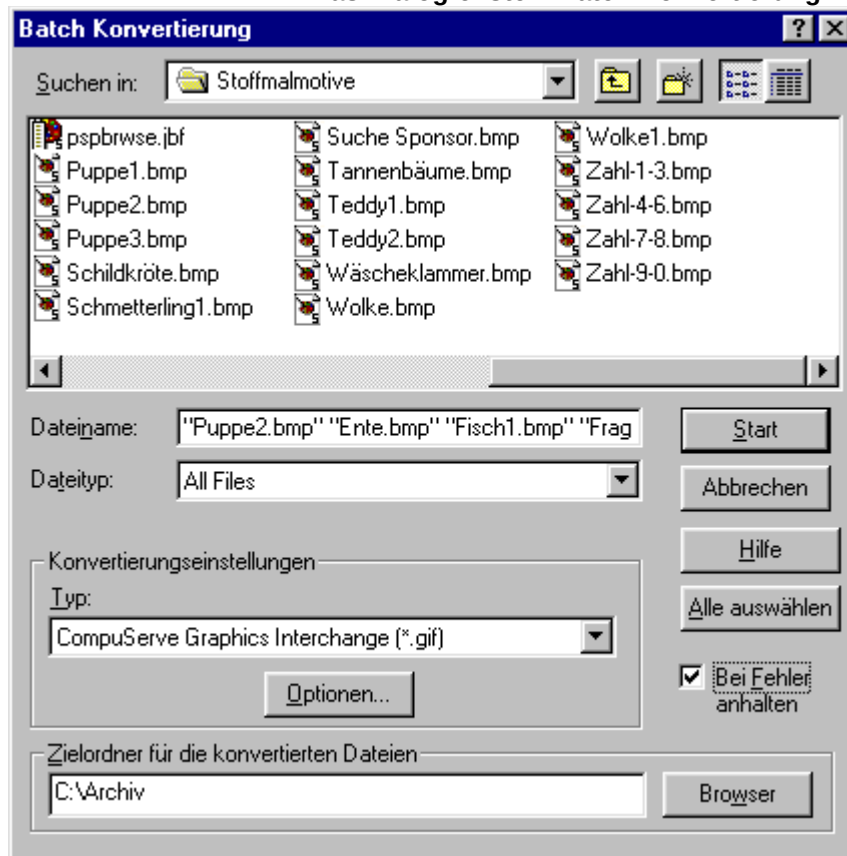 Batch Konvertierung
Suchen in: Stoffmalmotive
pspbrwse.jbf Suche Sponsor.bmp Wolke1.bmp
Puppe1.bmp Tannenbäume.bmp Zahl-1-3.bmp
Puppe2.bmp Teddy1.bmp Zahl-4-6.bmp
Puppe3.bmp Teddy2.bmp Zahl-7-8.bmp
Schildkröte.bmp Wäscheklammer.bmp Zahl-9-0.bmp
Schmetterling1.bmp Wolke.bmp
Dateiname: "Puppe2.bmp" "Ente.bmp" "Fisch1.bmp" "Frag Start
Dateityp: All Files Abbrechen
Hilfe
Konvertierungseinstellungen
Typ:
Alle auswählen
CompuServe Graphics Interchange (*.gif)
Optionen...
Bei Fehler
anhalten
Zielordner für die konvertierten Dateien
C:\Archiv Browser